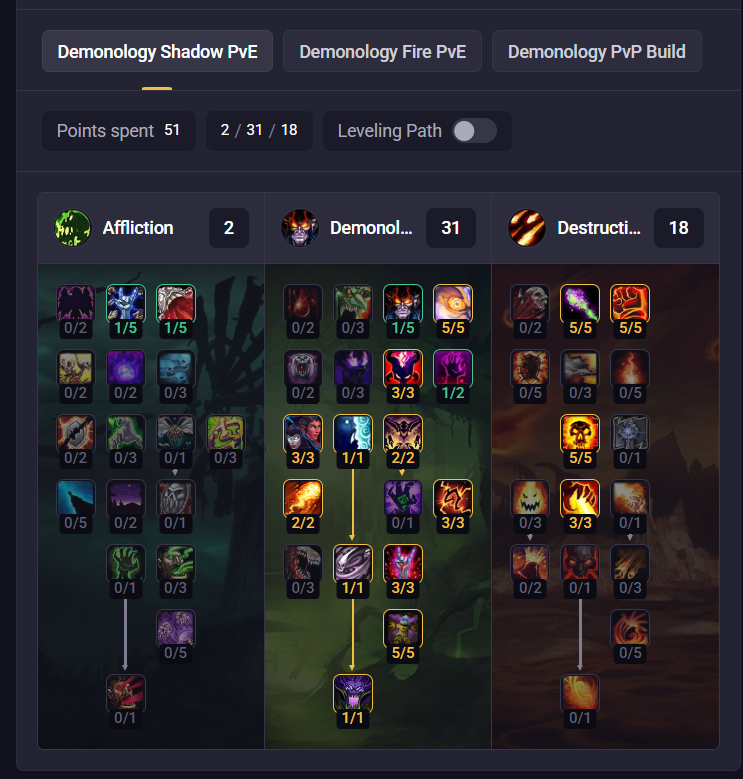 Demonology Shadow PvE Demonology Fire PvE Demonology PvP Build
Points spent 51 2 / 31 / 18 Leveling Path
Affliction 2 Demonol... 31 Destructi... 18
0/2 1/5 1/5 0/2 0/3 1/5 5/5 0/2 5/5 5/5
0/2 0/2 0/3 0/2 0/3 3/3 1/2 0/5 0/3 0/5
0/2 0/3 0/1 0/3 3/3 1/1 2/2 5/5 0/1
0/5 0/2 0/1 2/2 0/1 3/3 0/3 3/3 0/1
0/1 0/3 0/3 1/1 3/3 0/2 0/1 0/3
0/5 5/5 0/5
0/1 1/1 0/1